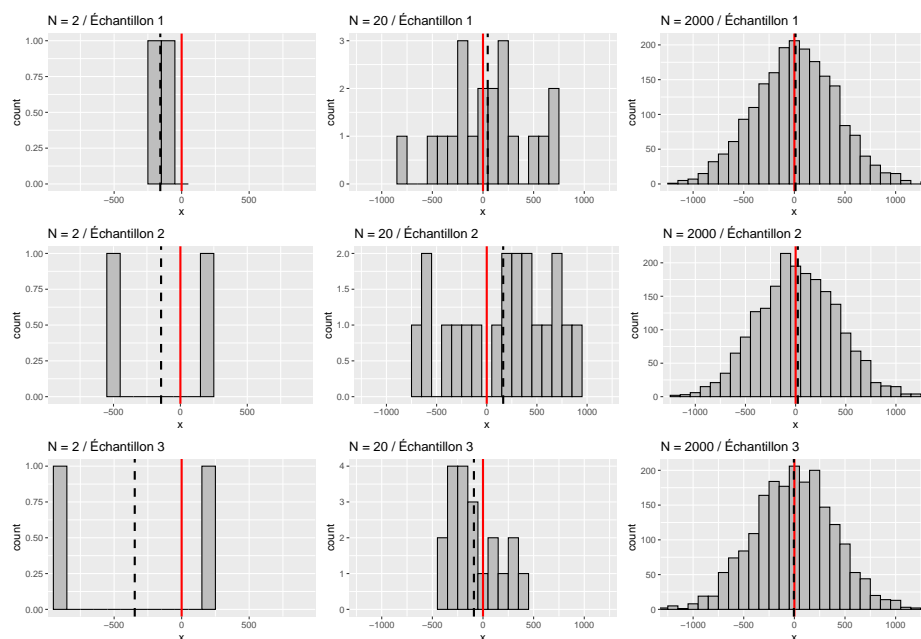 N = 2 / Échantillon 1
1.00
0.75
0.50
0.25
0.00
count
−500 0 500
x
N = 20 / Échantillon 1
3
2
1
0
count
−1000 −500 0 500 1000
x
N = 2000 / Échantillon 1
200
150
100
50
0
count
−1000 −500 0 500 1000
x
N = 2 / Échantillon 2
1.00
0.75
0.50
0.25
0.00
count
−500 0 500
x
N = 20 / Échantillon 2
2.0
1.5
1.0
0.5
0.0
count
−1000 −500 0 500 1000
x
N = 2000 / Échantillon 2
200
150
100
50
0
count
−1000 −500 0 500 1000
x
N = 2 / Échantillon 3
1.00
0.75
0.50
0.25
0.00
count
−500 0 500
x
N = 20 / Échantillon 3
4
3
2
1
0
count
−1000 −500 0 500 1000
x
N = 2000 / Échantillon 3
200
150
100
50
0
count
−1000 −500 0 500 1000
x